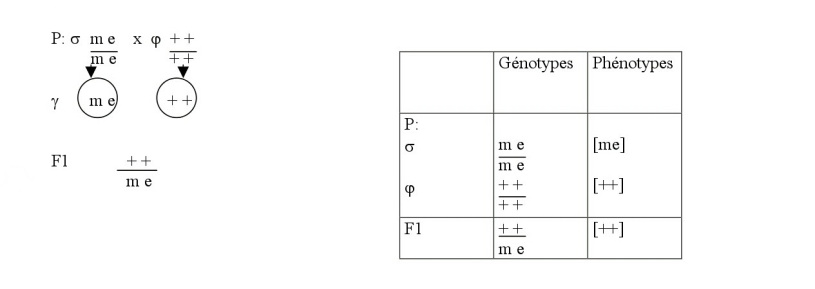 P: σ m e x φ + +
m e + +
γ m e + +
F1 + +
m e
Génotypes Phénotypes
P:
σ m e [me]
m e
φ + + [++]
+ +
F1 + + [++]
m e